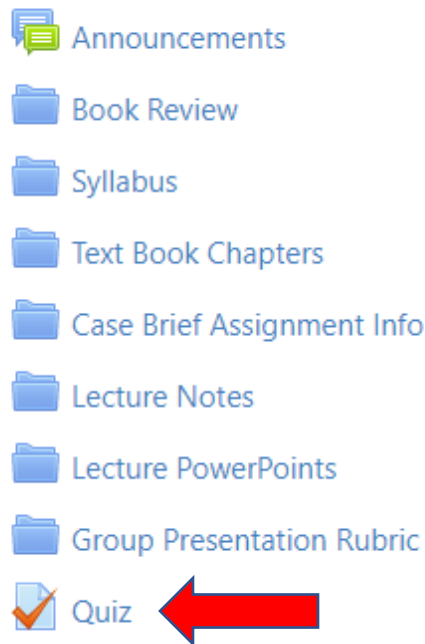 Announcements
Book Review
Syllabus
Text Book Chapters
Case Brief Assignment Info
Lecture Notes
Lecture PowerPoints
Group Presentation Rubric
Quiz